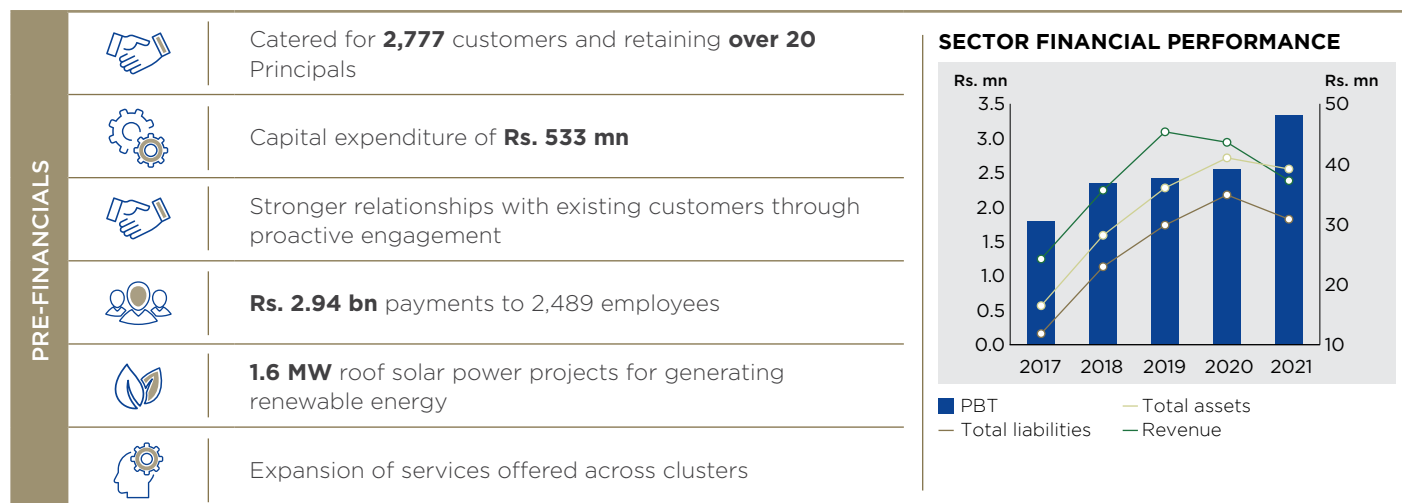 PRE-FINANCIALS
Catered for 2,777 customers and retaining over 20
Principals
Capital expenditure of Rs. 533 mn
Stronger relationships with existing customers through
proactive engagement
Rs. 2.94 bn payments to 2,489 employees
1.6 MW roof solar power projects for generating
renewable energy
Expansion of services offered across clusters
SECTOR FINANCIAL PERFORMANCE
Rs. mn
Rs. mn
3.5
3.0
2.5
2.0
1.5
1.0
0.5
0.0
50
40
30
20
10
2017 2018 2019 2020 2021
PBT
Total assets
Total liabilities
Revenue